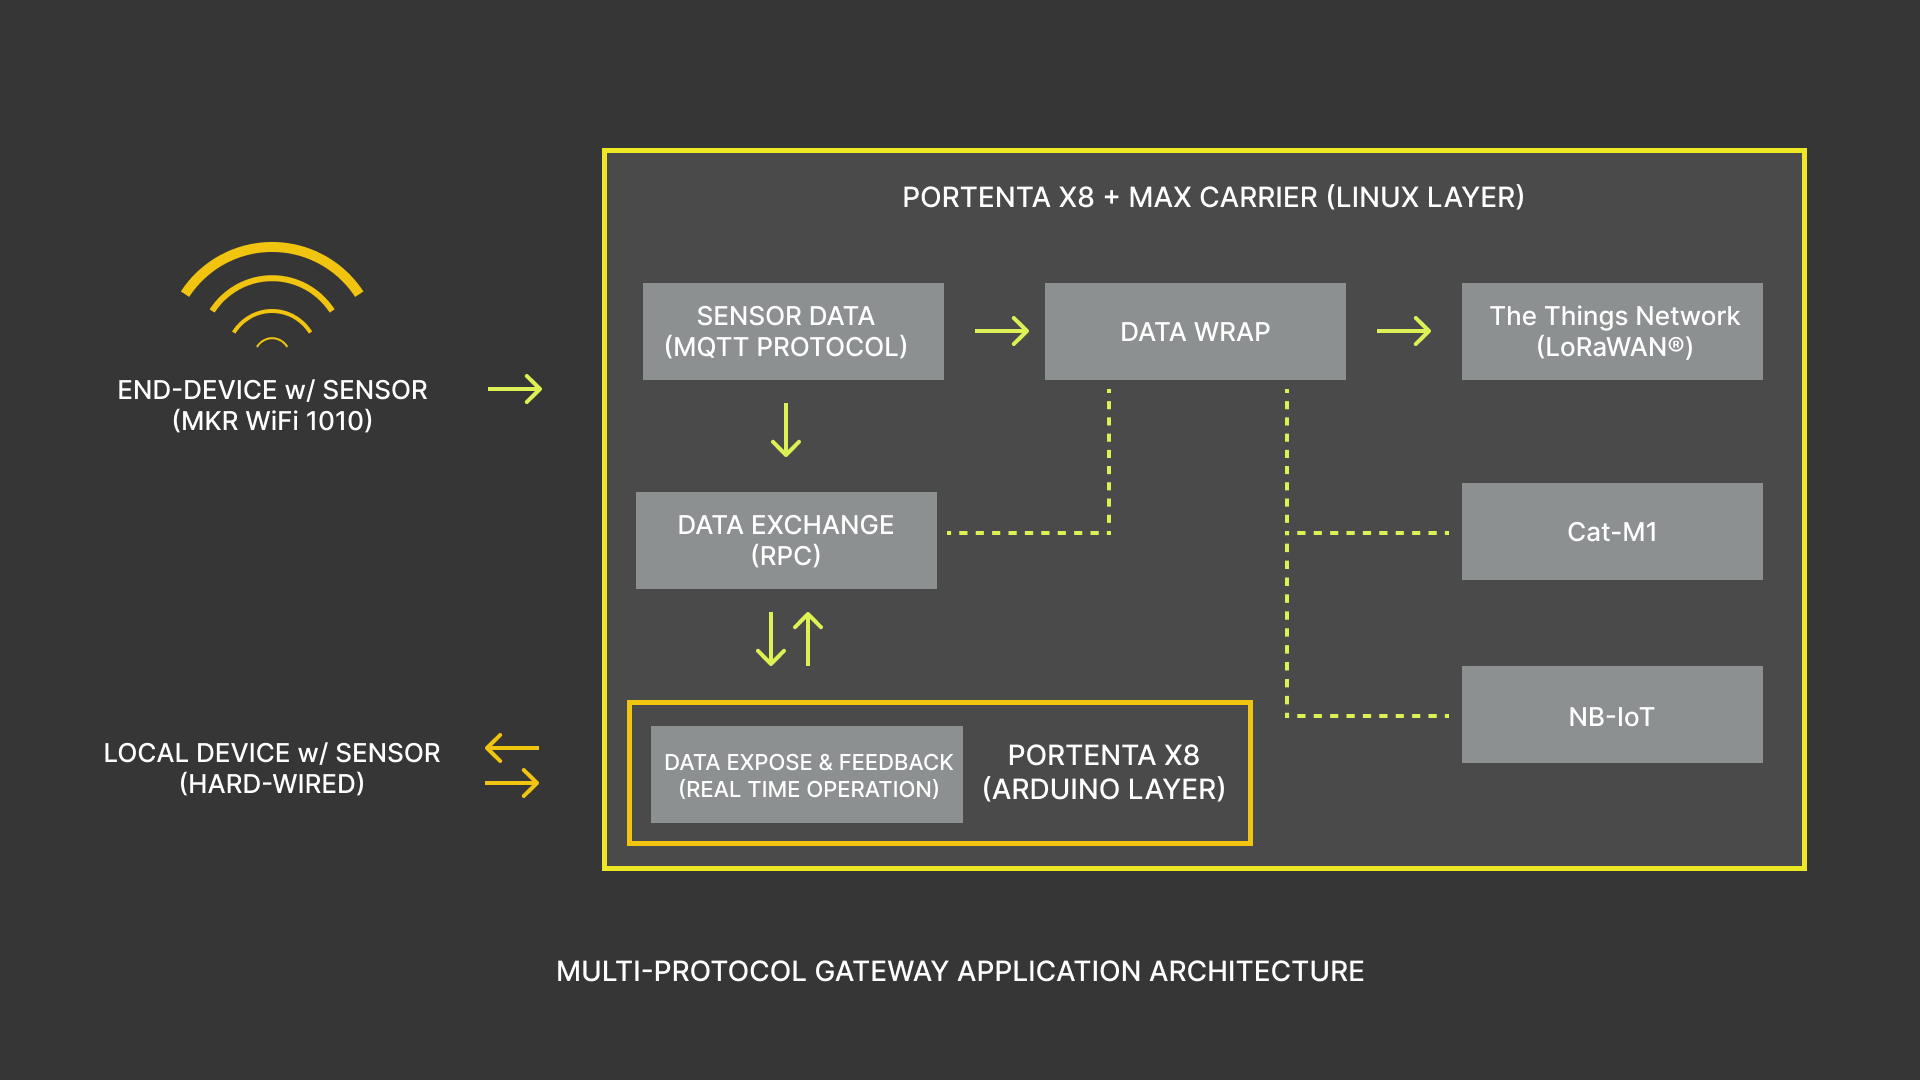 PORTENTA X8 + MAX CARRIER (LINUX LAYER)
END-DEVICE w/ SENSOR
(MKR WiFi 1010)
SENSOR DATA
(MQTT PROTOCOL)
DATA WRAP
The Things Network
(LoRaWAN®)
DATA EXCHANGE
(RPC)
Cat-M1
NB-IoT
LOCAL DEVICE w/ SENSOR
(HARD-WIRED)
DATA EXPOSE & FEEDBACK
(REAL TIME OPERATION)
PORTENTA X8
(ARDUINO LAYER)
MULTI-PROTOCOL GATEWAY APPLICATION ARCHITECTURE